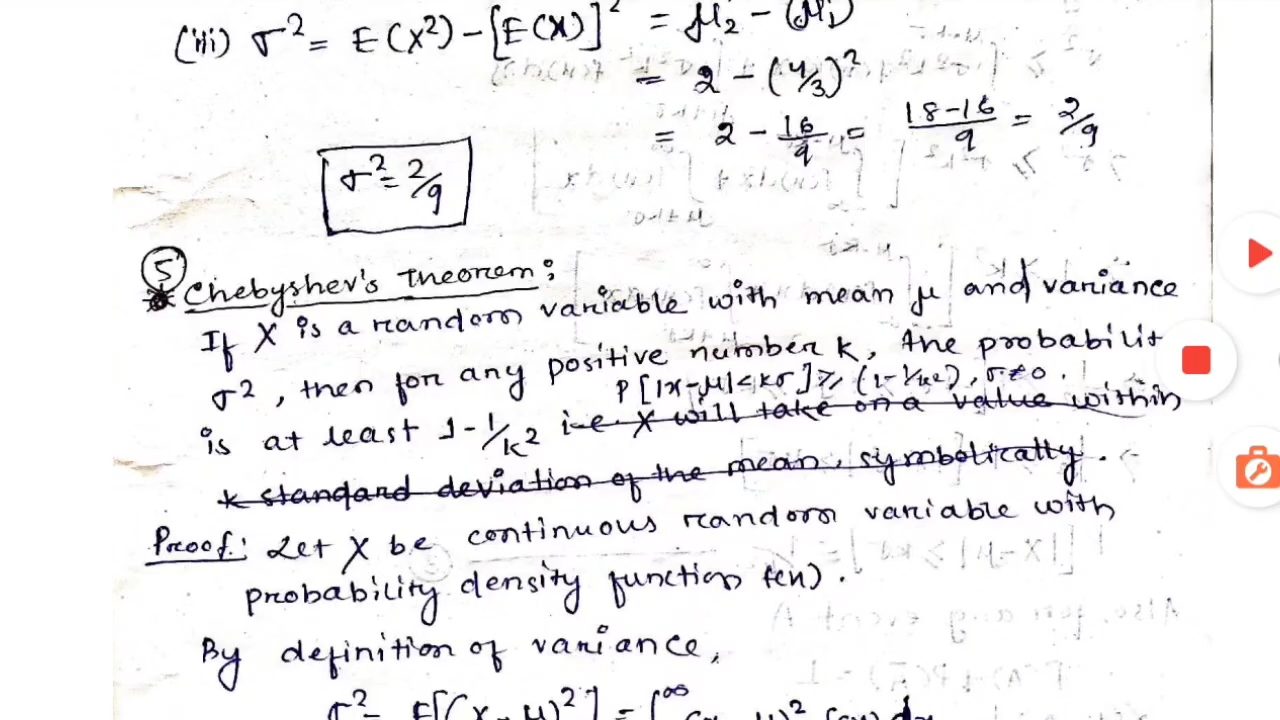 (iii) σ² = E(X²) – [E(X)]² = μ₂ – (μ₁)²
= 2 – (4/3)²
= 2 – 16/9 = 18–16/9 = 2/9
σ² = 2/9
5 Chebyshev's Theorem:
If X is a random variable with mean μ and variance
σ², then for any positive number k, the probabilit
P[|x–μ|<kσ] ≥ (1–1/k²), σ≠0.
is at least 1–1/k² i.e. X will take on a value within
k standard deviation of the mean, symbolically.
Proof: Let X be continuous random variable with
probability density function f(x).
By definition of variance,
σ² = E[(X–μ)²] = ∫ ∞ (x–μ)² f(x) dx